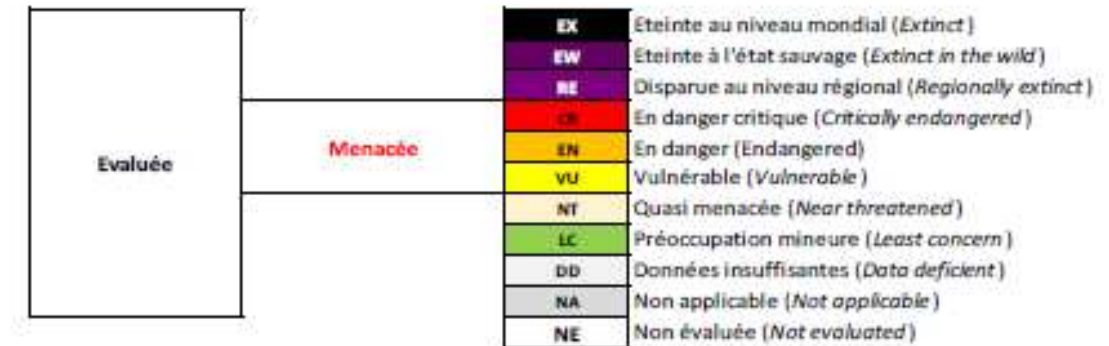 EX Eteinte au niveau mondial (Extinct)
EW Eteinte à l'état sauvage (Extinct in the wild)
RE Disparue au niveau régional (Regionally extinct)
CR En danger critique (Critically endangered)
Evaluée
Menacée
EN En danger (Endangered)
VU Vulnérable (Vulnerable)
NT Quasi menacée (Near threatened)
LC Préoccupation mineure (Least concern)
DD Données insuffisantes (Data deficient)
NA Non applicable (Not applicable)
NE Non évaluée (Not evaluated)